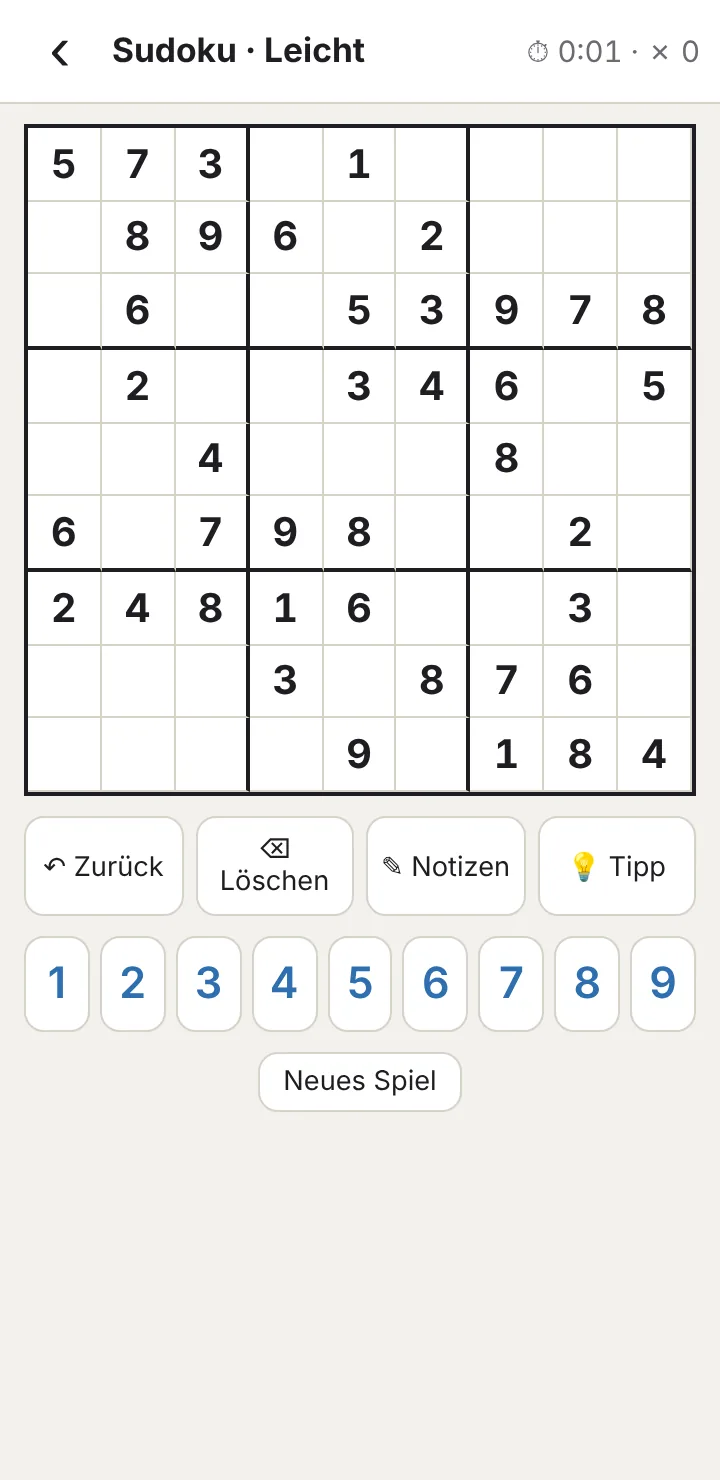 ‹ Sudoku · Leicht ⏱ 0:01 · × 0
5 7 3 1
8 9 6 2
6 5 3 9 7 8
2 3 4 6 5
4 8
6 7 9 8 2
2 4 8 1 6 3
3 8 7 6
9 1 8 4
↶ Zurück ⌫ Löschen ✎ Notizen 💡 Tipp
1 2 3 4 5 6 7 8 9
Neues Spiel